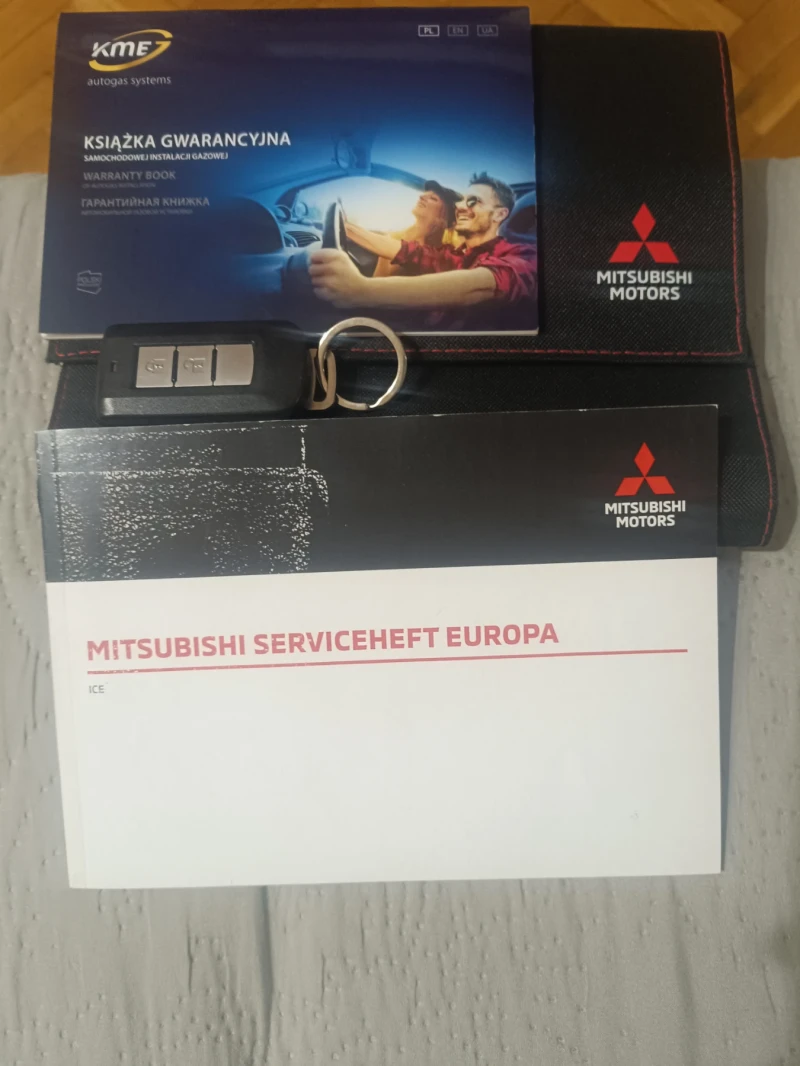 KME
autogas systems
PL EN UA
KSIĄŻKA GWARANCYJNA
SAMOCHODOWEJ INSTALACJI GAZOWEJ
WARRANTY BOOK
ГАРАНТИЙНАЯ КНИЖКА
MITSUBISHI
MOTORS
MITSUBISHI
MOTORS
MITSUBISHI SERVICEHEFT EUROPA
ICE